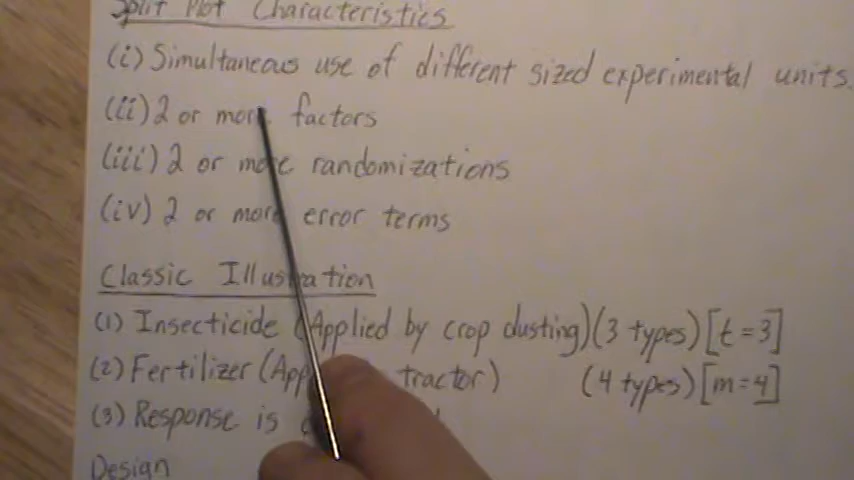 Split Plot Characteristics
(i) Simultaneous use of different sized experimental units.
(ii) 2 or more factors
(iii) 2 or more randomizations
(iv) 2 or more error terms
Classic Illustration
(1) Insecticide (Applied by crop dusting) (3 types) [t = 3]
(2) Fertilizer ( tractor) (4 types) [m = 4]
(3) Response is
Design